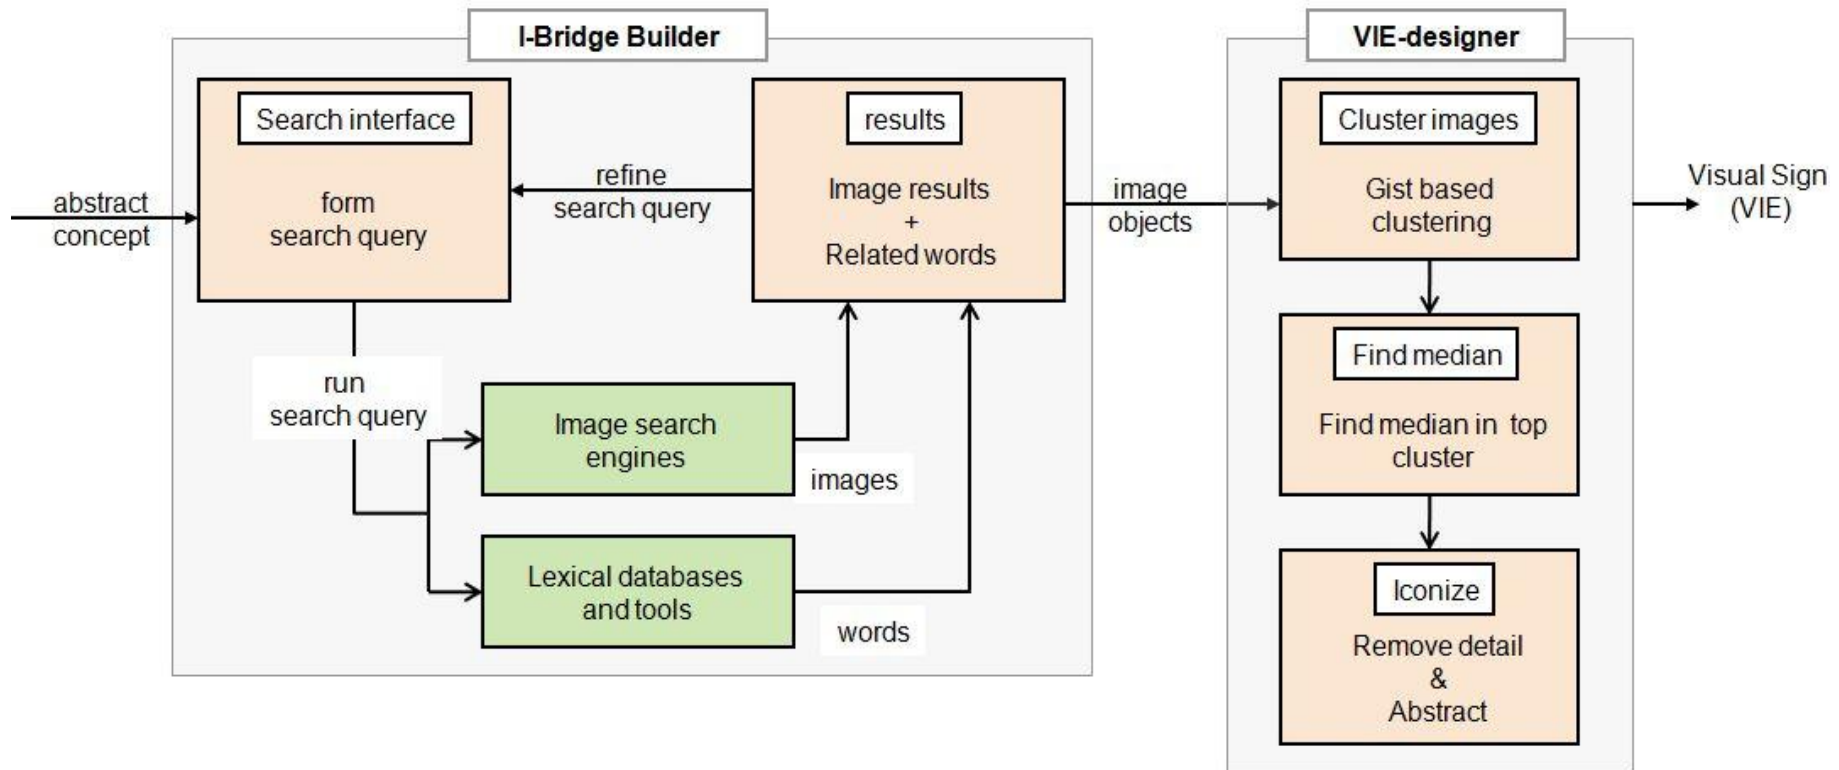 I-Bridge Builder
VIE-designer
Search interface
form
search query
abstract
concept
refine
search query
results
Image results
+
Related words
image
objects
run
search query
Image search
engines
images
Lexical databases
and tools
words
Cluster images
Gist based
clustering
Find median
Find median in top
cluster
Iconize
Remove detail
&
Abstract
Visual Sign
(VIE)